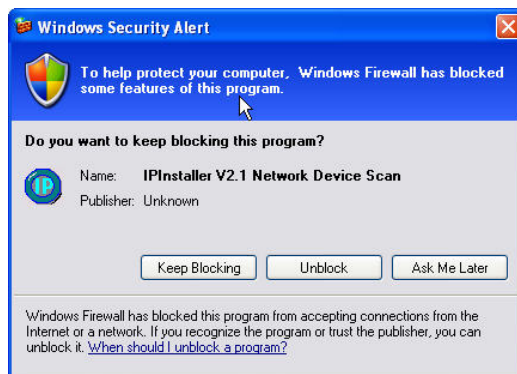 Windows Security Alert
To help protect your computer, Windows Firewall has blocked
some features of this program.
Do you want to keep blocking this program?
IP
Name: IPInstaller V2.1 Network Device Scan
Publisher: Unknown
Keep Blocking Unblock Ask Me Later
Windows Firewall has blocked this program from accepting connections from the
Internet or a network. If you recognize the program or trust the publisher, you can
unblock it. When should I unblock a program?